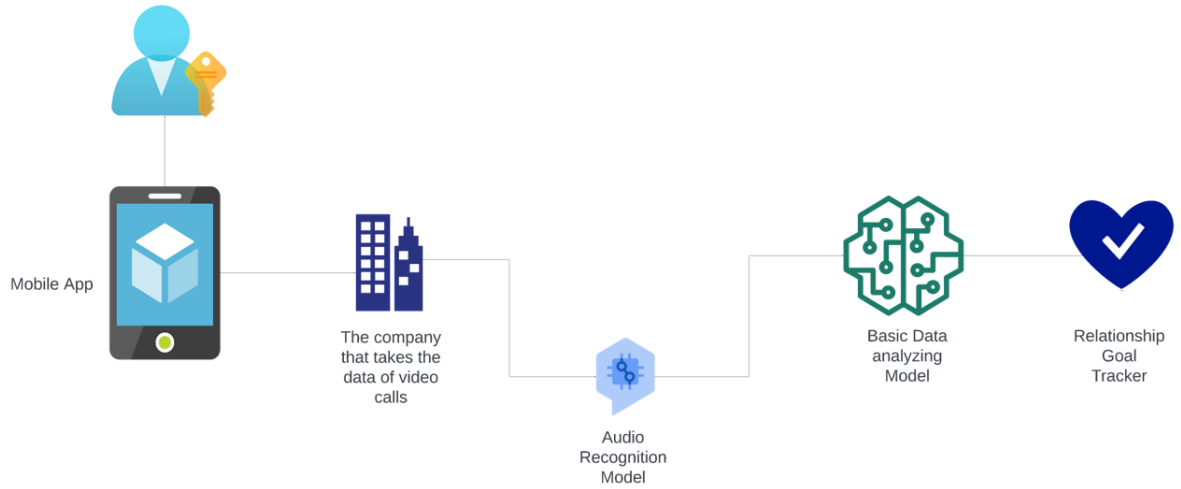 Mobile App
The company
that takes the
data of video
calls
Audio
Recognition
Model
Basic Data
analyzing
Model
Relationship
Goal
Tracker